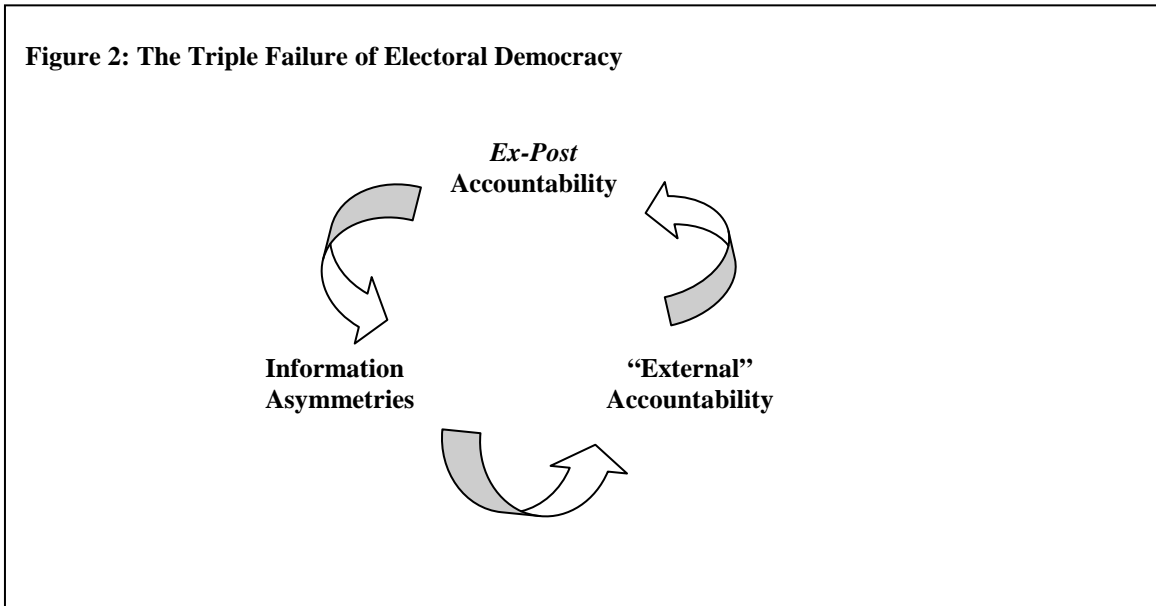 Figure 2: The Triple Failure of Electoral Democracy
Ex-Post
Accountability
Information
Asymmetries
“External”
Accountability